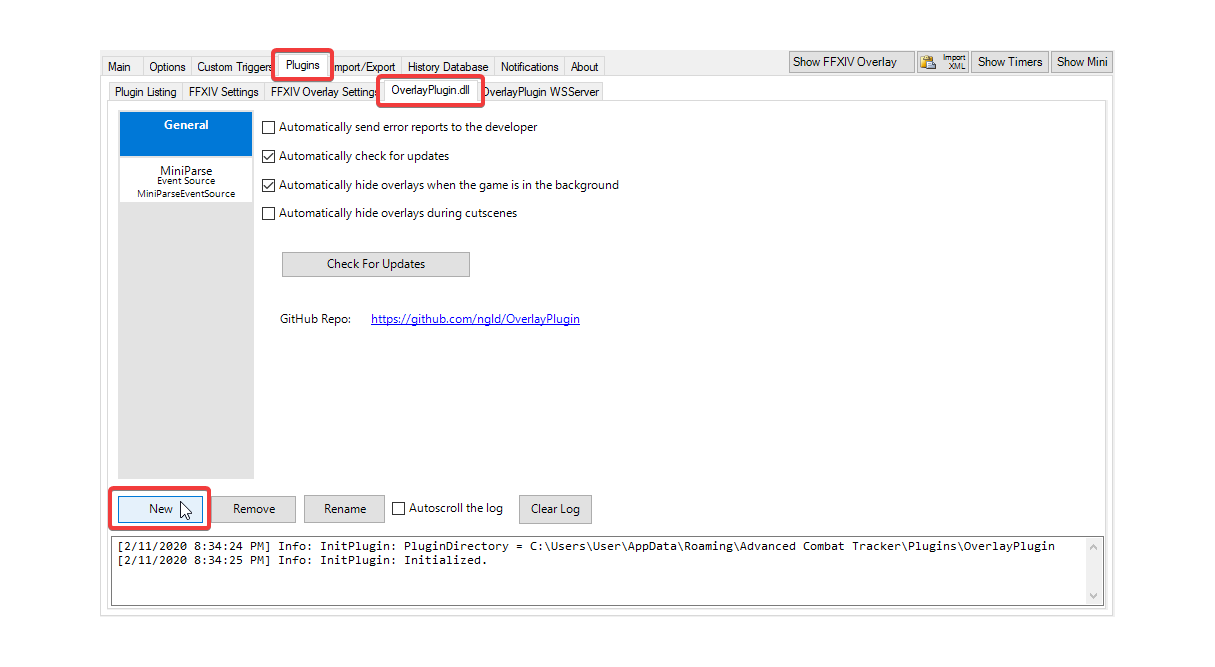 Main Options Custom Triggers Plugins mport/Export History Database Notifications About Show FFXIV Overlay Import XML Show Timers Show Mini
Plugin Listing FFXIV Settings FFXIV Overlay Settings OverlayPlugin.dll OverlayPlugin WSServer
General
MiniParse
Event Source
MiniParseEventSource
Automatically send error reports to the developer
Automatically check for updates
Automatically hide overlays when the game is in the background
Automatically hide overlays during cutscenes
Check For Updates
GitHub Repo: https://github.com/ngld/OverlayPlugin
New Remove Rename Autoscroll the log Clear Log
[2/11/2020 8:34:24 PM] Info: InitPlugin: PluginDirectory = C:\Users\User\AppData\Roaming\Advanced Combat Tracker\Plugins\OverlayPlugin
[2/11/2020 8:34:25 PM] Info: InitPlugin: Initialized.